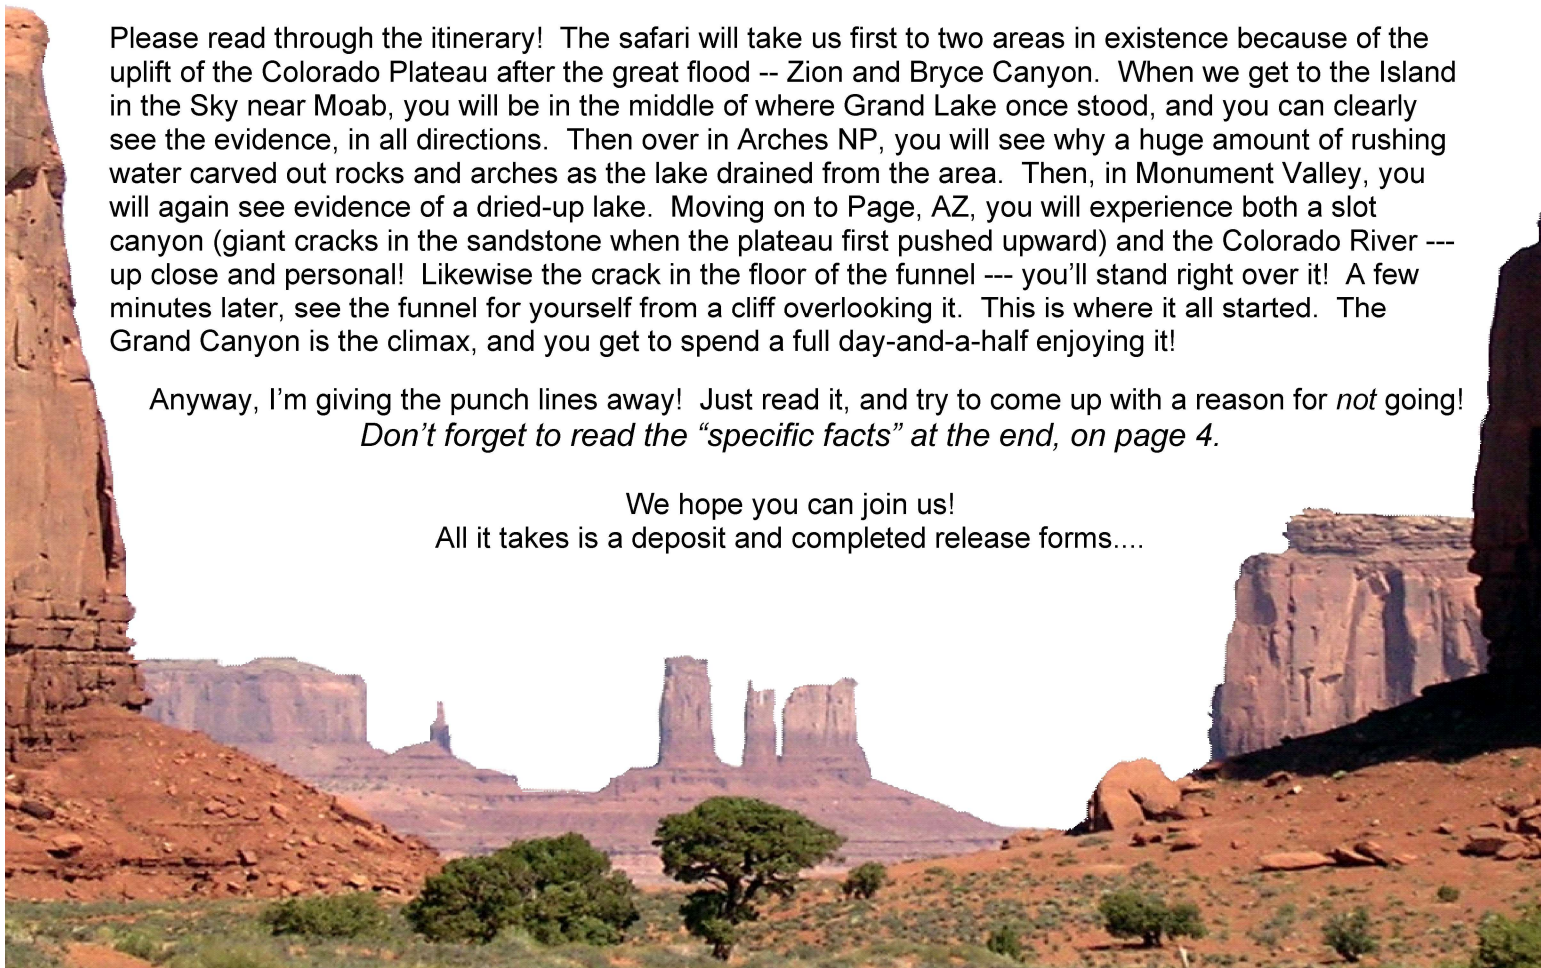 Please read through the itinerary!  The safari will take us first to two areas in existence because of the
uplift of the Colorado Plateau after the great flood -- Zion and Bryce Canyon.  When we get to the Island
in the Sky near Moab, you will be in the middle of where Grand Lake once stood, and you can clearly
see the evidence, in all directions.  Then over in Arches NP, you will see why a huge amount of rushing
water carved out rocks and arches as the lake drained from the area.  Then, in Monument Valley, you
will again see evidence of a dried-up lake.  Moving on to Page, AZ, you will experience both a slot
canyon (giant cracks in the sandstone when the plateau first pushed upward) and the Colorado River ---
up close and personal!  Likewise the crack in the floor of the funnel --- you’ll stand right over it!  A few
minutes later, see the funnel for yourself from a cliff overlooking it.  This is where it all started.  The
Grand Canyon is the climax, and you get to spend a full day-and-a-half enjoying it!
Anyway, I’m giving the punch lines away!  Just read it, and try to come up with a reason for not going!
Don’t forget to read the “specific facts” at the end, on page 4.
We hope you can join us!
All it takes is a deposit and completed release forms....